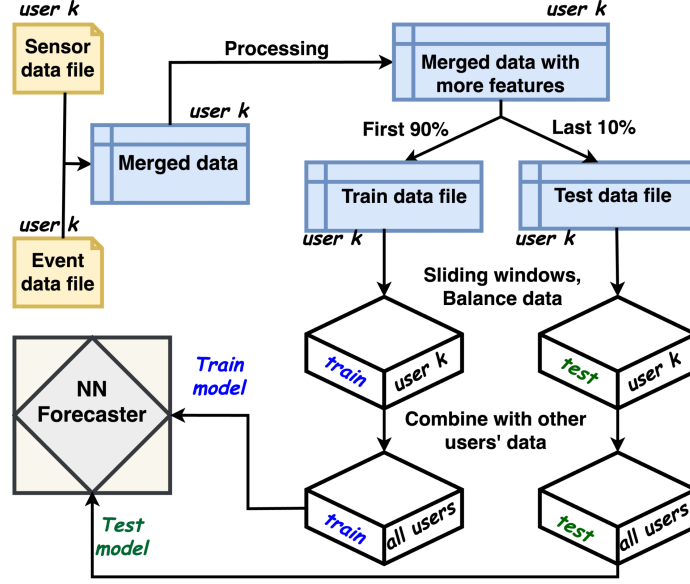 user k
Sensor
data file
user k
Processing
Merged data with
more features
user k
Merged data
First 90%
Last 10%
user k
Event
data file
Train data file
user k
Test data file
user k
Sliding windows,
Balance data
train
user k
test
user k
Train
model
NN
Forecaster
Combine with other
users' data
train
all users
test
all users
Test
model